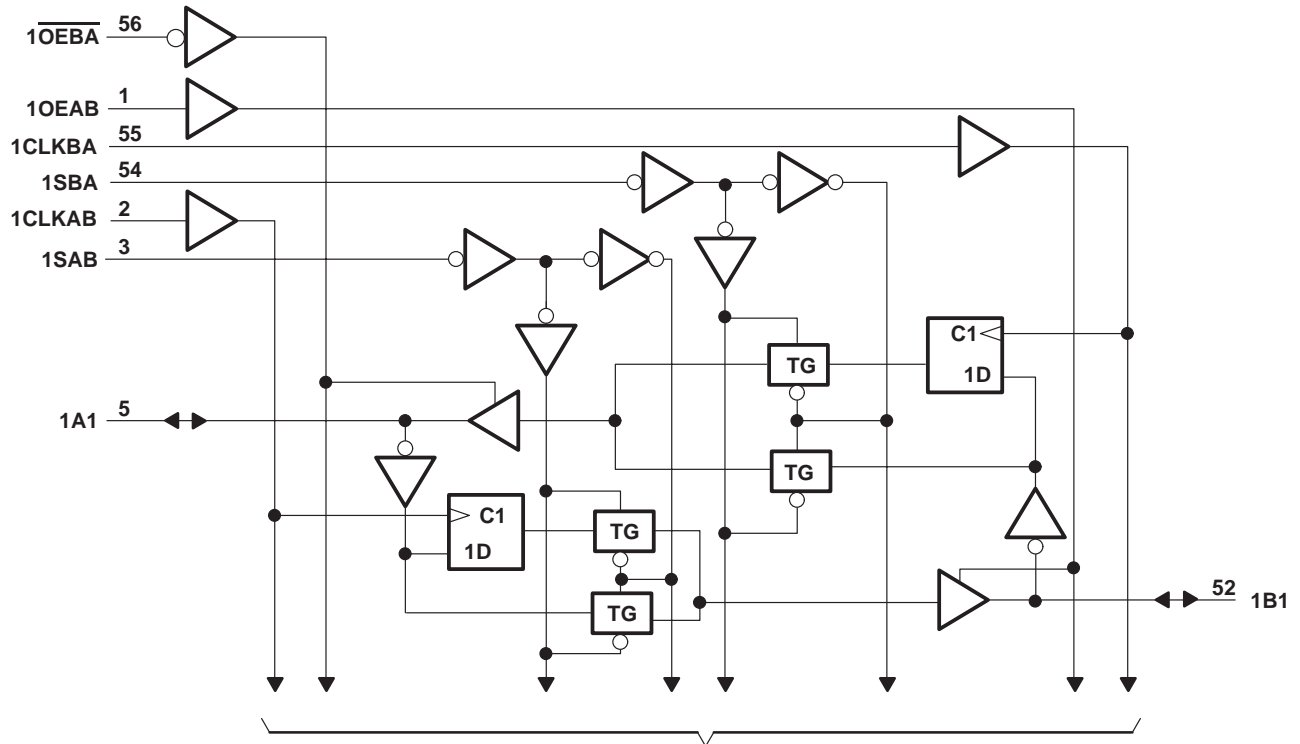 1OEBA 56
1OEAB 1
1CLKBA 55
1SBA 54
1CLKAB 2
1SAB 3
C1
1D
TG
1A1 5
TG
C1
1D
TG
TG
52 1B1